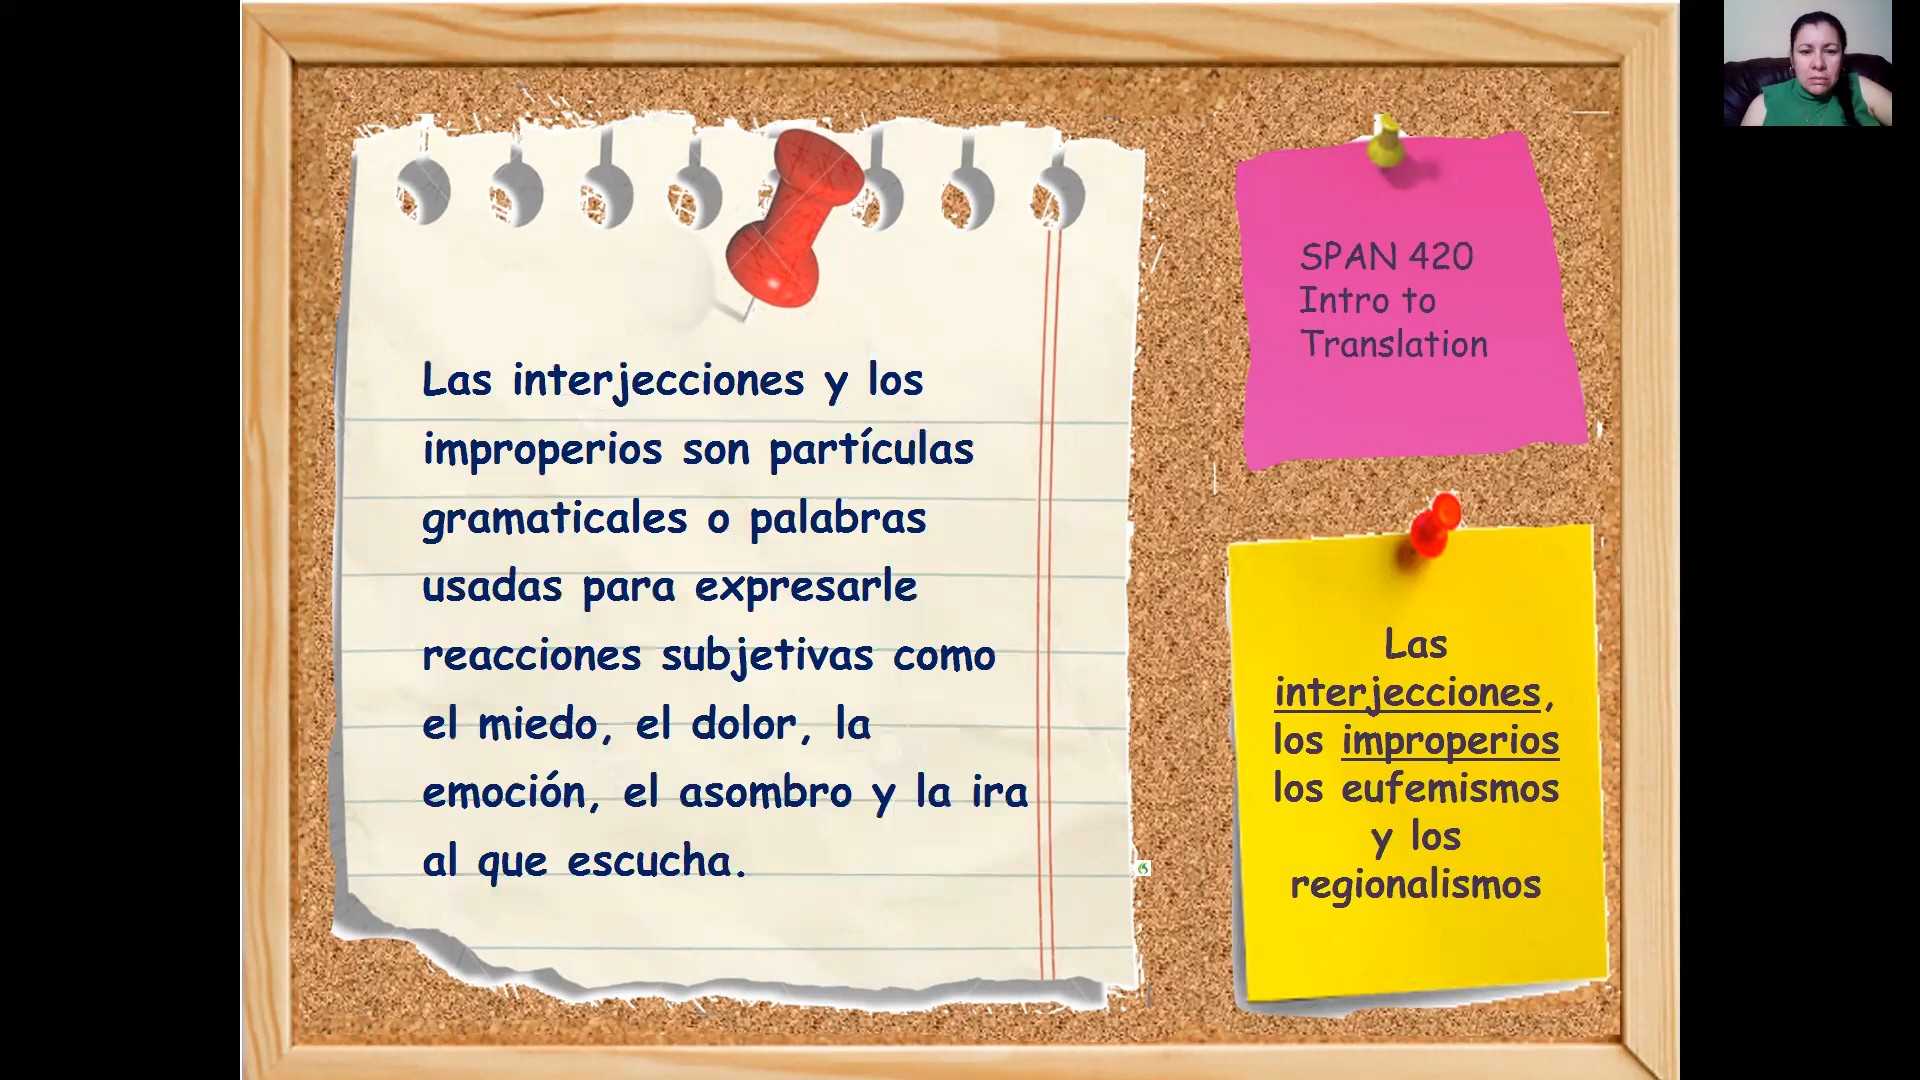 Las interjecciones y los
improperios son partículas
gramaticales o palabras
usadas para expresarle
reacciones subjetivas como
el miedo, el dolor, la
emoción, el asombro y la ira
al que escucha.
SPAN 420
Intro to
Translation
Las
interjecciones,
los improperios
los eufemismos
y los
regionalismos